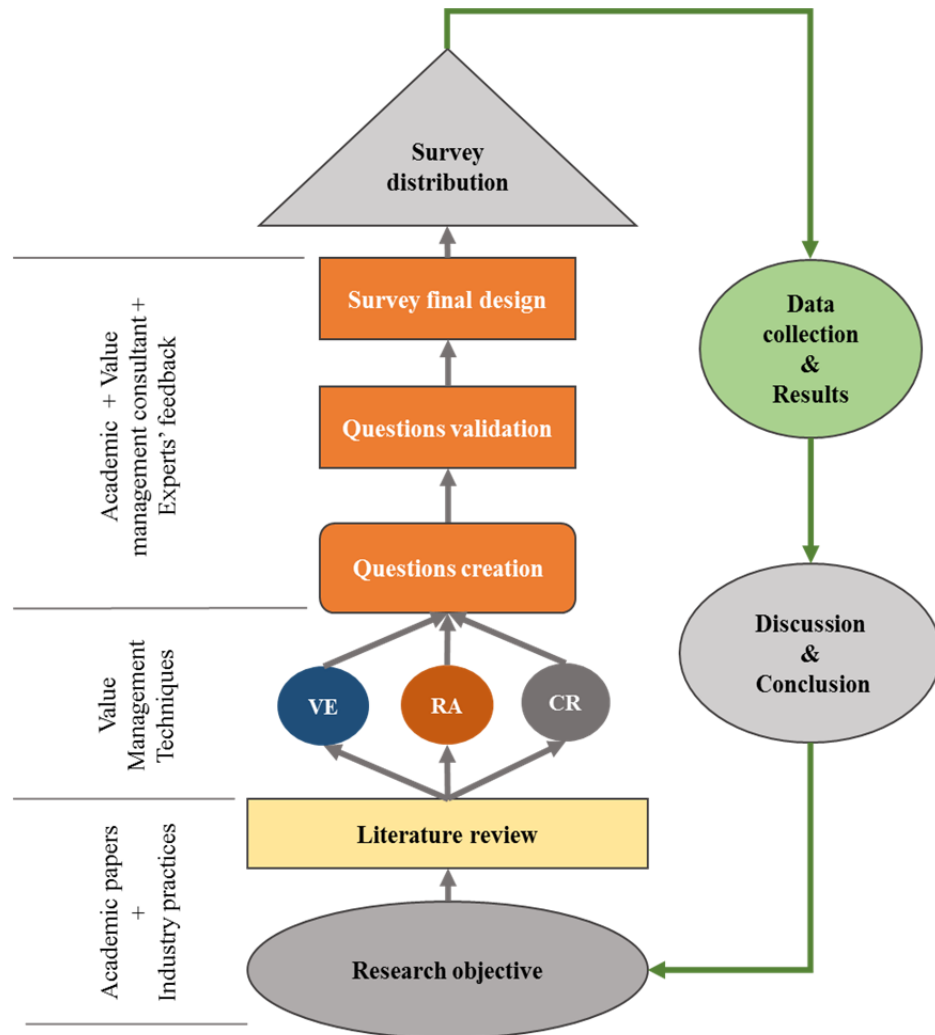 Survey
distribution
Survey final design
Questions validation
Questions creation
VE
RA
CR
Literature review
Research objective
Data
collection
&
Results
Discussion
&
Conclusion
Academic + Value
management consultant +
Experts' feedback
Value
Management
Techniques
Academic papers
+
Industry practices